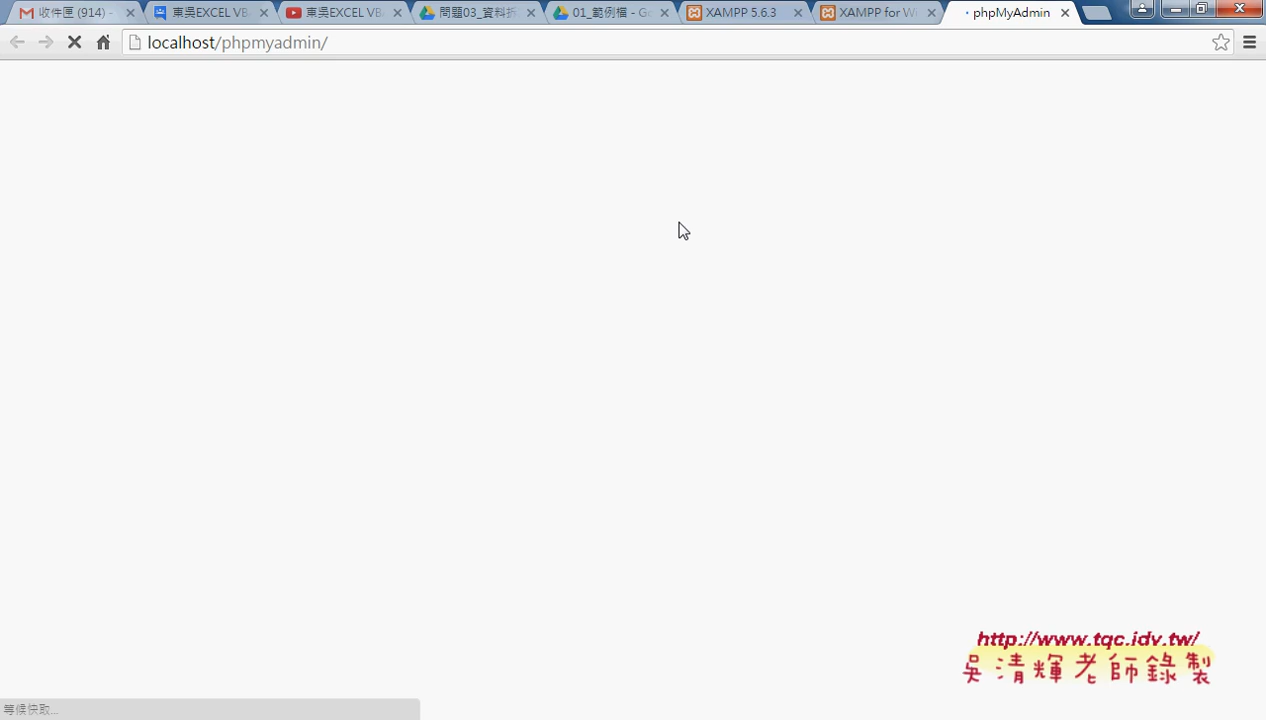 收件匣 (914) -
東吳EXCEL VB
東吳EXCEL VB
問題03_資料拆
01_範例檔 - Go
XAMPP 5.6.3
XAMPP for Wi
phpMyAdmin
localhost/phpmyadmin/
http://www.tqc.idv.tw/
吳清輝老師錄製
等候快取...